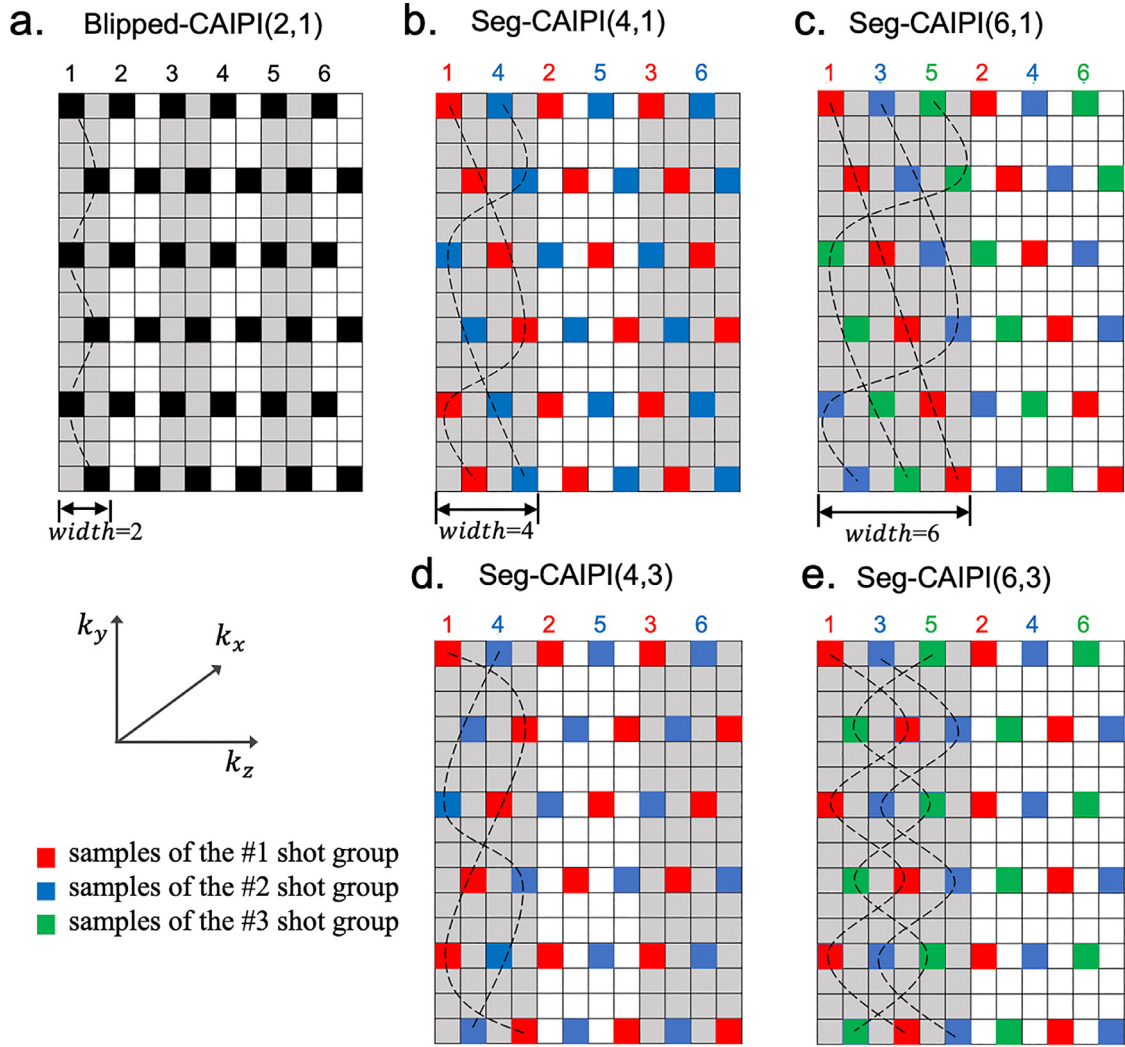 a. Blipped-CAIPI(2,1)
1 2 3 4 5 6
width=2
b. Seg-CAIPI(4,1)
1 4 2 5 3 6
width=4
c. Seg-CAIPI(6,1)
1 3 5 2 4 6
width=6
k_y
k_x
k_z
samples of the #1 shot group
samples of the #2 shot group
samples of the #3 shot group
d. Seg-CAIPI(4,3)
1 4 2 5 3 6
e. Seg-CAIPI(6,3)
1 3 5 2 4 6